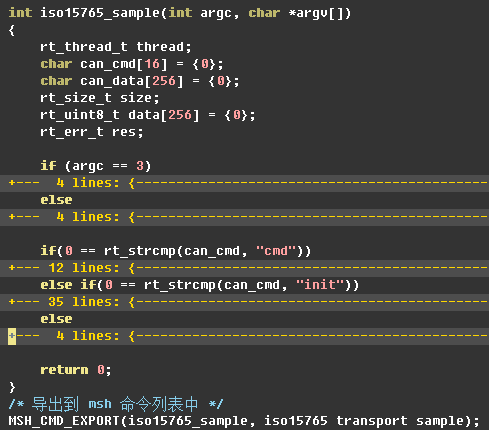 int iso15765_sample(int argc, char *argv[])
{
    rt_thread_t thread;
    char can_cmd[16] = {0};
    char can_data[256] = {0};
    rt_size_t size;
    rt_uint8_t data[256] = {0};
    rt_err_t res;

    if (argc == 3)
+---  4 lines: {--------------------------------------------
    else
+---  4 lines: {--------------------------------------------

    if(0 == rt_strcmp(can_cmd, "cmd"))
+--- 12 lines: {--------------------------------------------
    else if(0 == rt_strcmp(can_cmd, "init"))
+--- 35 lines: {--------------------------------------------
    else
+---  4 lines: {--------------------------------------------

    return 0;
}
/* 导出到 msh 命令列表中 */
MSH_CMD_EXPORT(iso15765_sample, iso15765 transport sample);